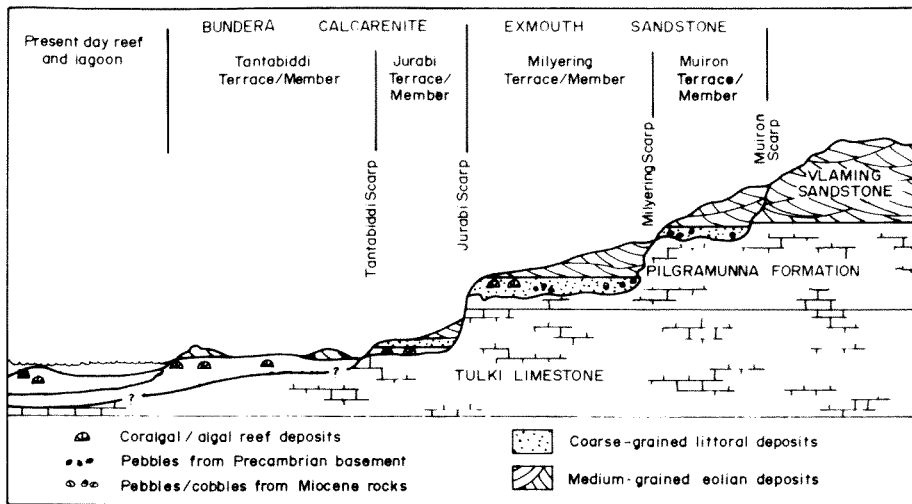 BUNDERA CALCARENITE
EXMOUTH SANDSTONE
Present day reef
and lagoon
Tantabiddi
Terrace/Member
Jurabi
Terrace/
Member
Milyering
Terrace/Member
Muiron
Terrace/
Member
Tantabiddi Scarp
Jurabi Scarp
Milyering Scarp
Muiron
Scarp
VLAMING
SANDSTONE
PILGRAMUNNA FORMATION
TULKI LIMESTONE
?
?
Coralgal / algal reef deposits
Pebbles from Precambrian basement
Pebbles/cobbles from Miocene rocks
Coarse-grained littoral deposits
Medium-grained eolian deposits